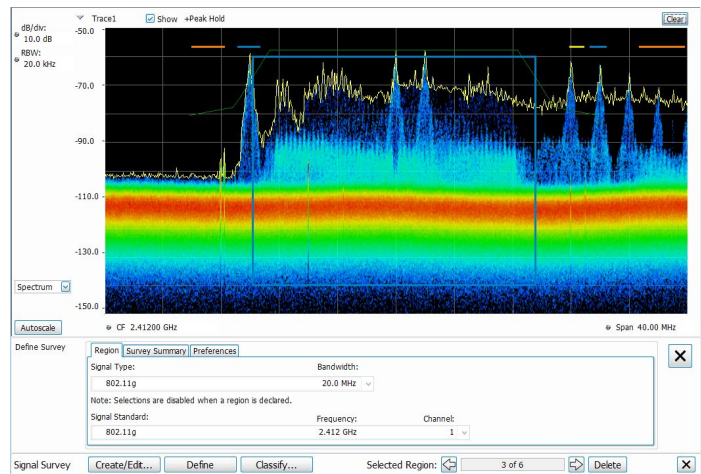 Trace1 Show +Peak Hold Clear
dB/div:
10.0 dB
RBW:
20.0 kHz
-50.0
-70.0
-90.0
-110.0
-130.0
-150.0
Spectrum
Autoscale
CF 2.41200 GHz
Span 40.00 MHz
Define Survey
Region Survey Summary Preferences
Signal Type: Bandwidth:
802.11g 20.0 MHz
Note: Selections are disabled when a region is declared.
Signal Standard: Frequency: Channel:
802.11g 2.412 GHz 1
Signal Survey Create/Edit... Define Classify... Selected Region: 3 of 6 Delete